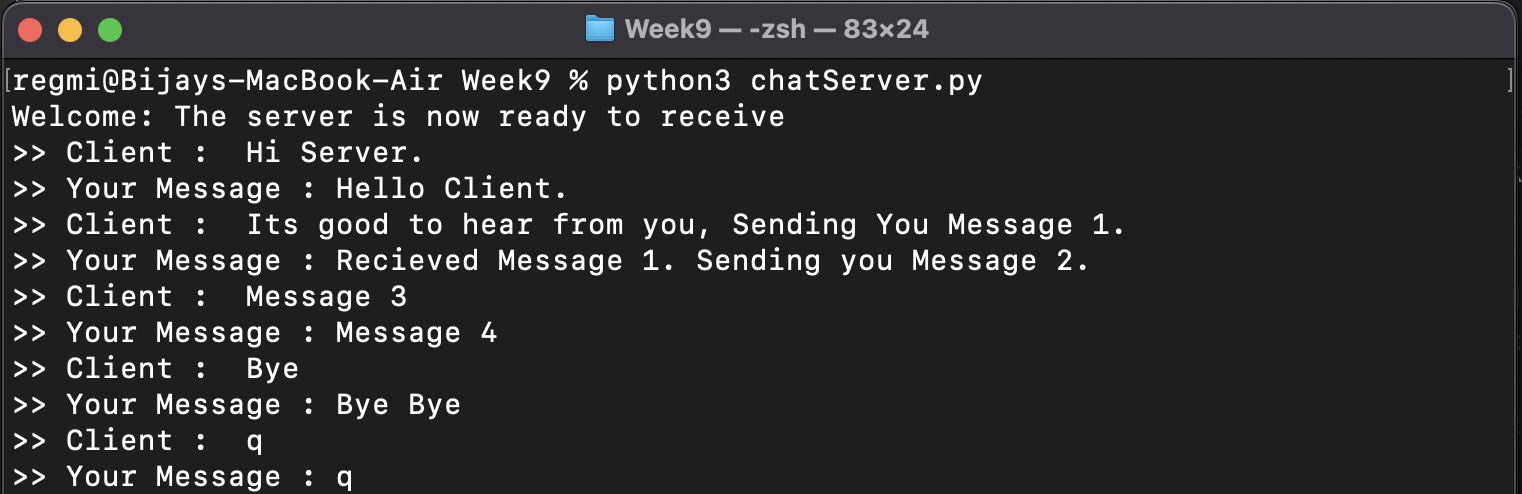 Week9 — -zsh — 83×24
[regmi@Bijays-MacBook-Air Week9 % python3 chatServer.py ]
Welcome: The server is now ready to receive
>> Client :  Hi Server.
>> Your Message : Hello Client.
>> Client :  Its good to hear from you, Sending You Message 1.
>> Your Message : Recieved Message 1. Sending you Message 2.
>> Client :  Message 3
>> Your Message : Message 4
>> Client :  Bye
>> Your Message : Bye Bye
>> Client :  q
>> Your Message : q